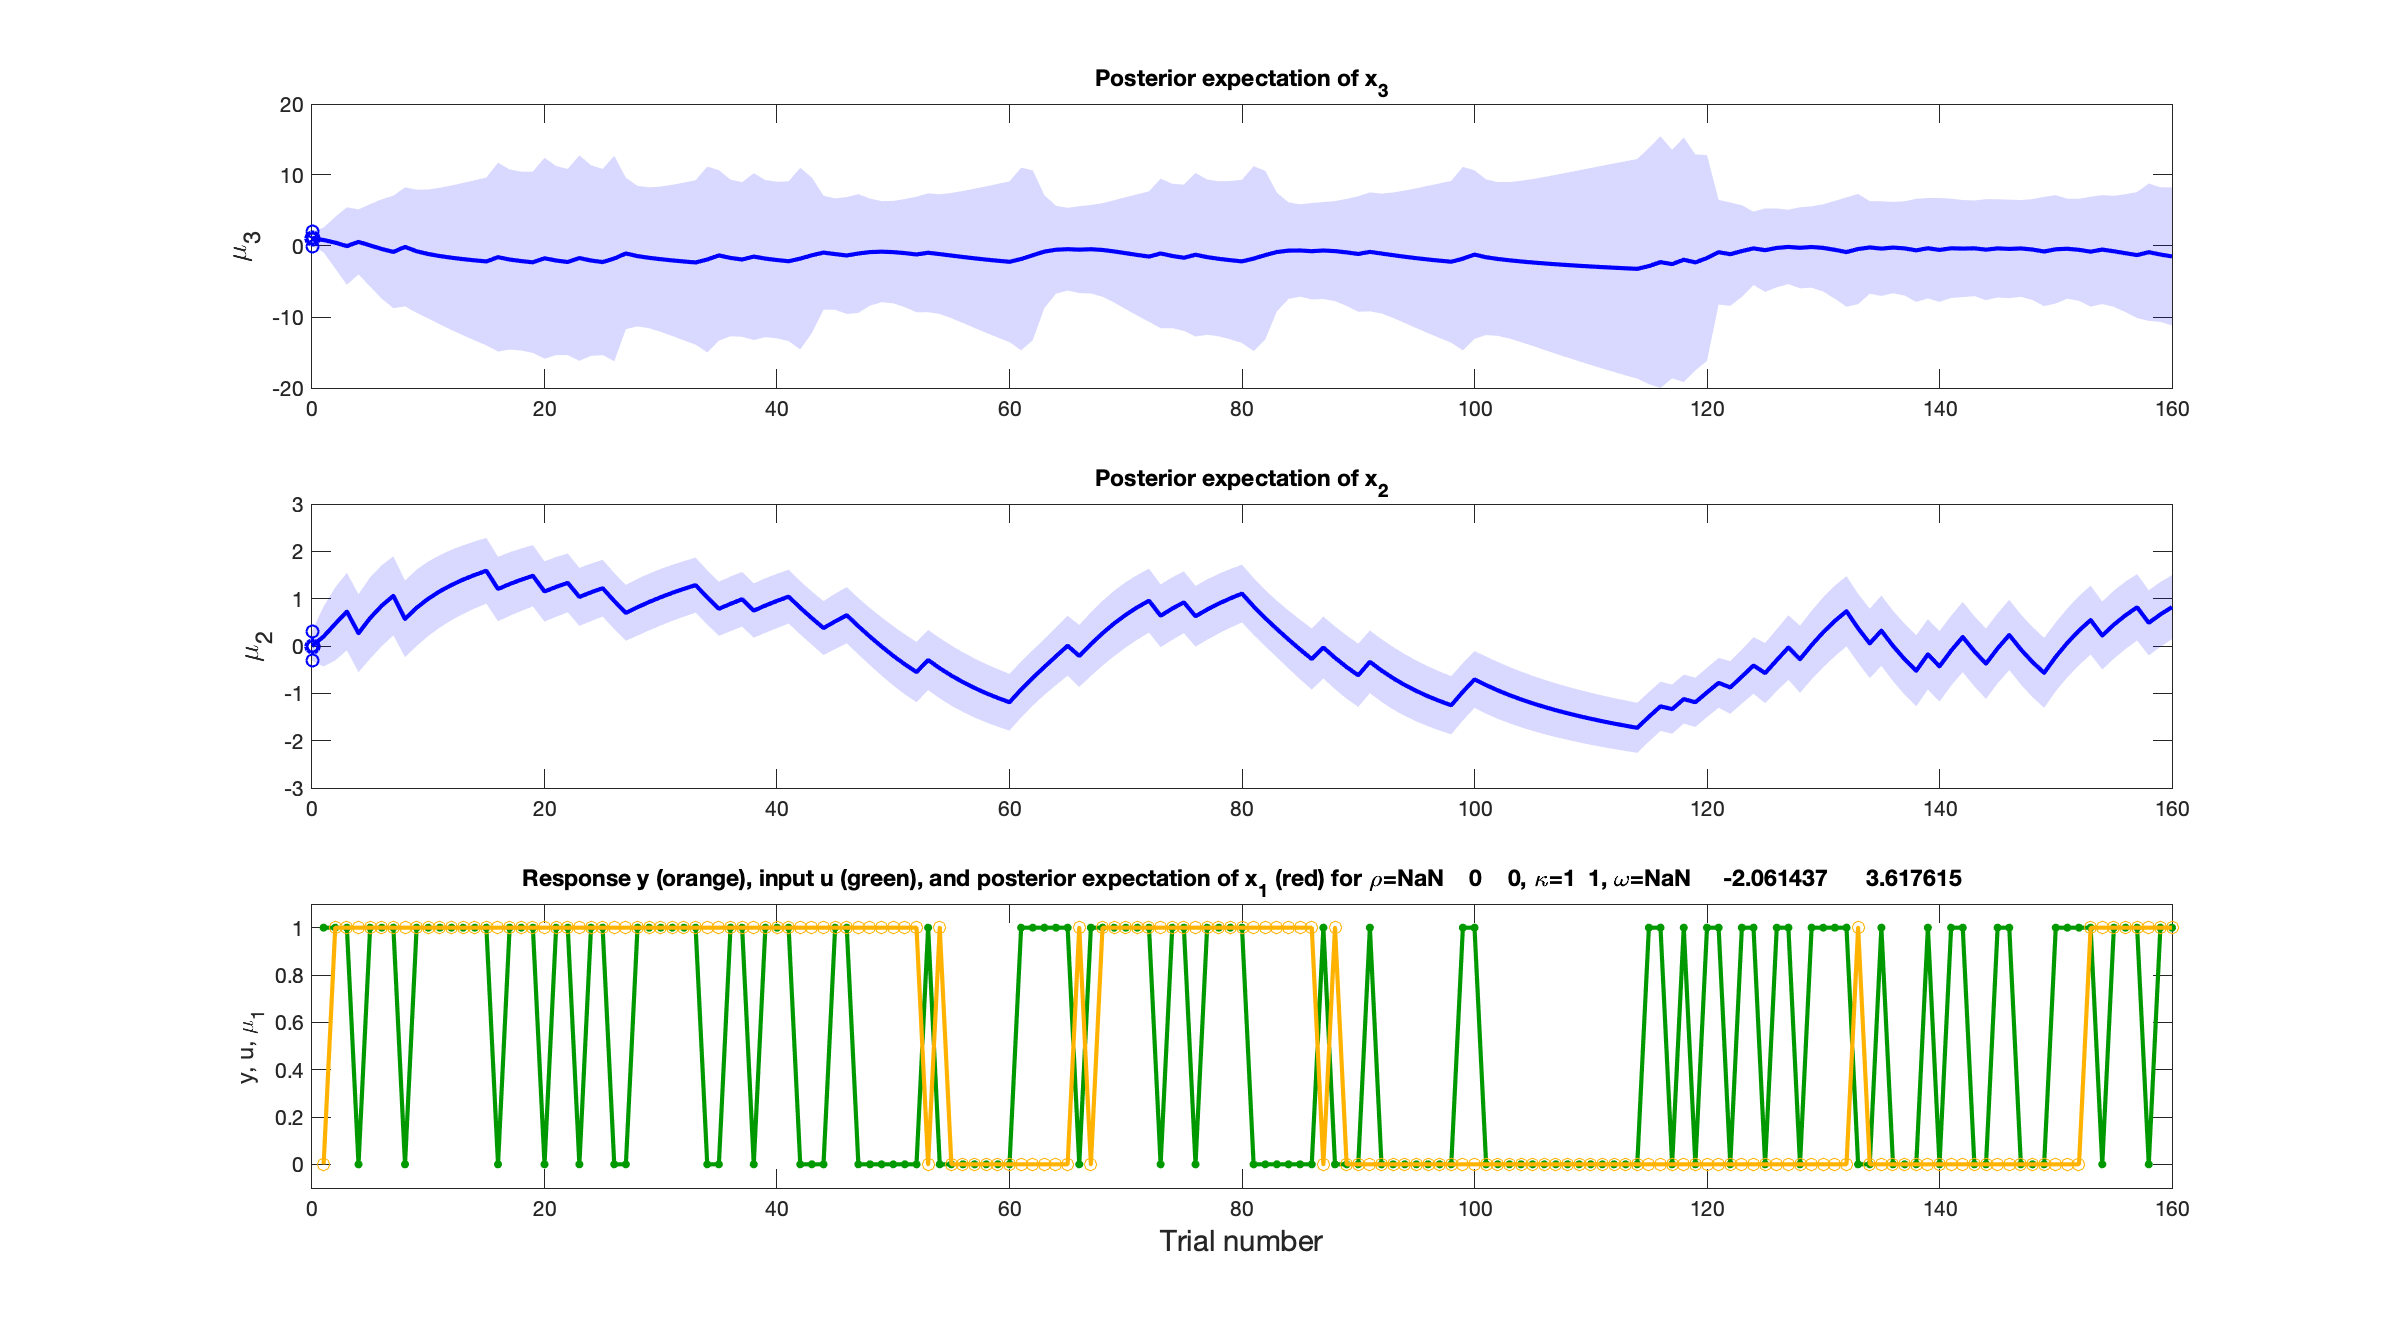 Posterior expectation of x3
20
10
0
-10
-20
μ3
0 20 40 60 80 100 120 140 160
Posterior expectation of x2
3
2
1
0
-1
-2
-3
μ2
0 20 40 60 80 100 120 140 160
Response y (orange), input u (green), and posterior expectation of x1 (red) for ρ=NaN 0 0, κ=1 1, ω=NaN -2.061437 3.617615
1
0.8
0.6
0.4
0.2
0
y, u, μ1
0 20 40 60 80 100 120 140 160
Trial number